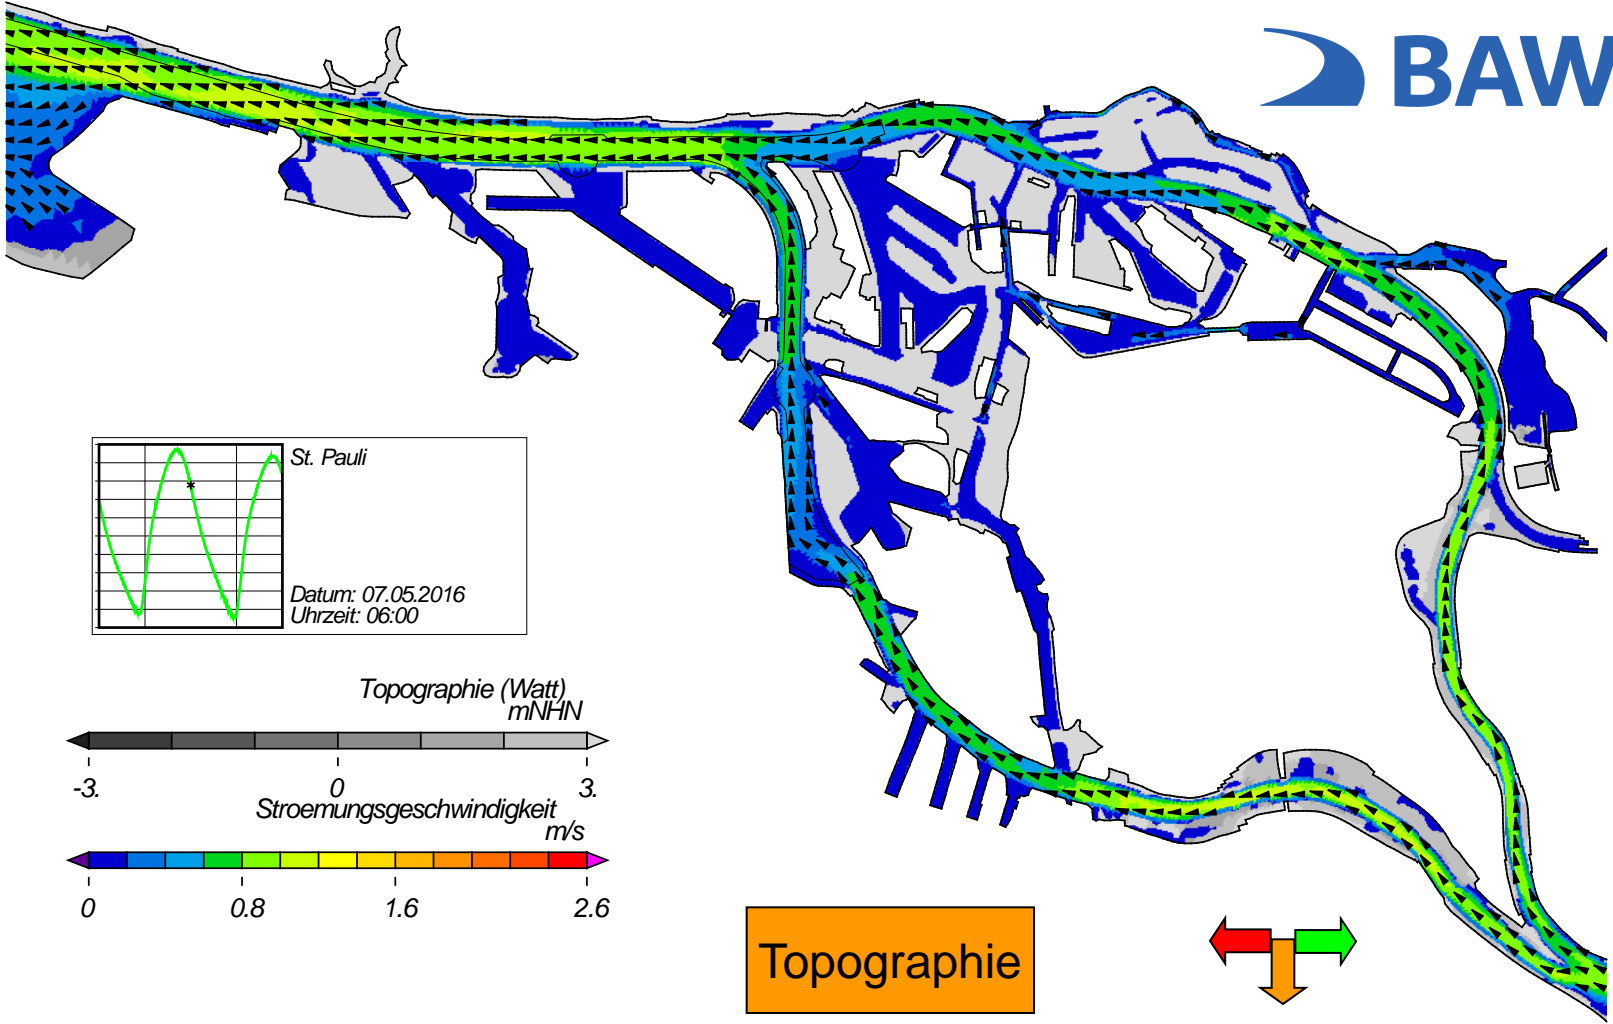 BAW
St. Pauli
Datum: 07.05.2016
Uhrzeit: 06:00
Topographie (Watt)
mNHN
-3. 0 3.
Stroemungsgeschwindigkeit
m/s
0 0.8 1.6 2.6
Topographie